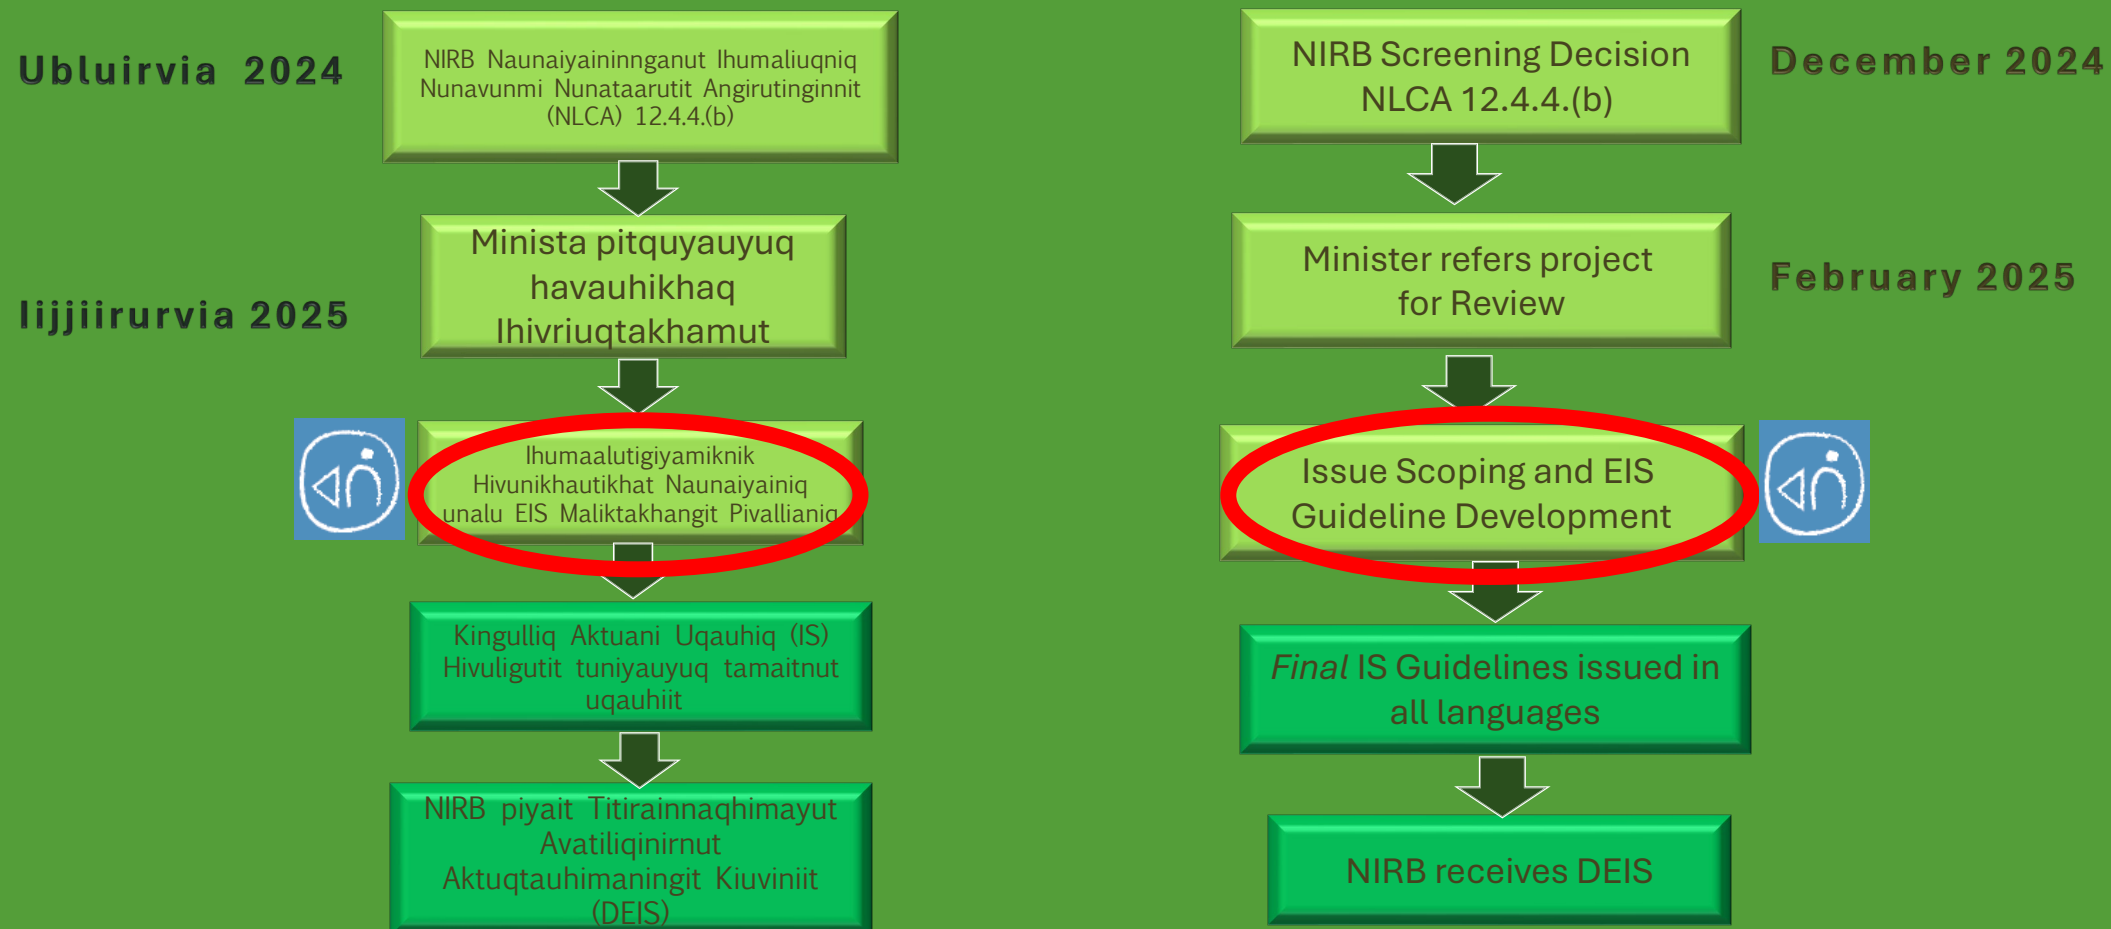 Ubluirvia 2024
NIRB Naunaiyaininnganut Ihumaliuqniq
Nunavunmi Nunataarutit Angirutinginnit
(NLCA) 12.4.4.(b)
Iijjiirurvia 2025
Minista pitquyauyuq
havauhikhaq
Ihivriuqtakhamut
Ihumaalutigiyamiknik
Hivunikhautikhat Naunaiyainiq
unalu EIS Maliktakhangit Pivallianiq
Kingulliq Aktuani Uqauhiq (IS)
Hivuligutit tuniyauyuq tamaitnut
uqauhiit
NIRB piyait Titirainnaqhimayut
Avatiliqinirnut
Aktuqtauhimaningit Kiuviniit
(DEIS)
NIRB Screening Decision
NLCA 12.4.4.(b)
December 2024
Minister refers project
for Review
February 2025
Issue Scoping and EIS
Guideline Development
Final IS Guidelines issued in
all languages
NIRB receives DEIS